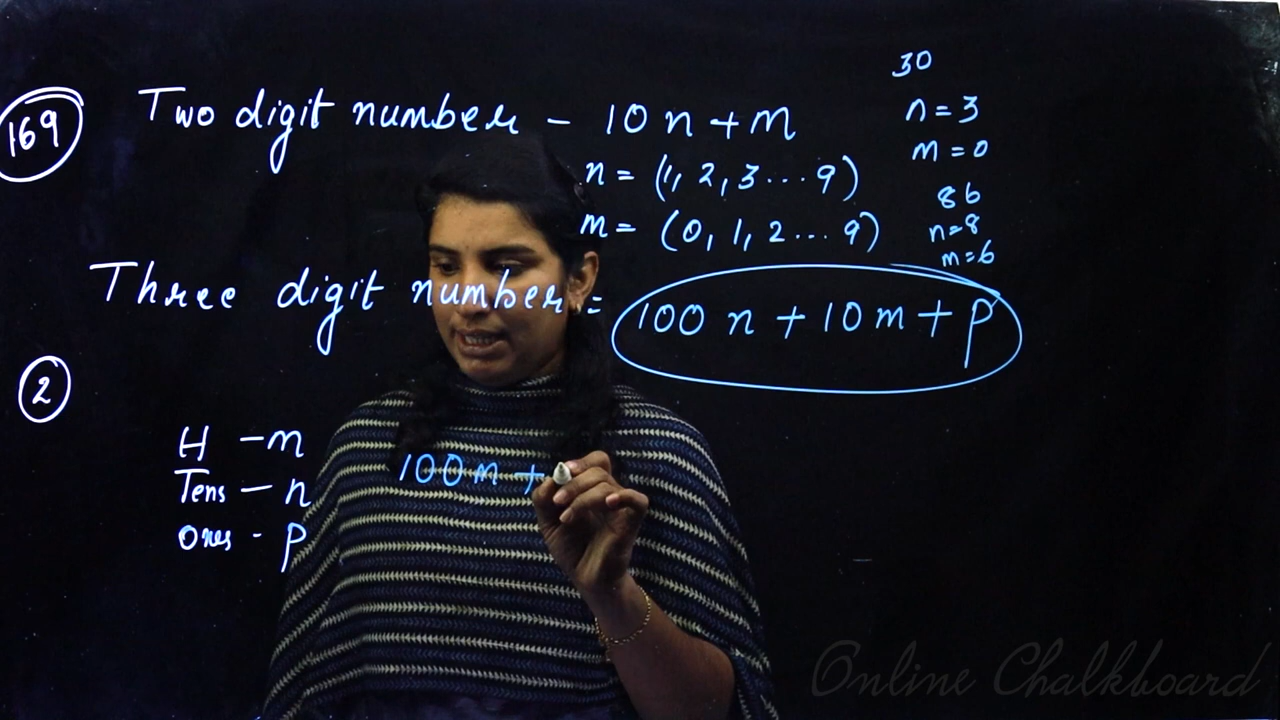 169
Two digit number - 10n + m
n = (1, 2, 3 ... 9)
m = (0, 1, 2 ... 9)
30
n = 3
m = 0
86
n = 8
m = 6
Three digit number = 100n + 10m + p
2
H - m
Tens - n
Ones - p
100m +
Online Chalkboard